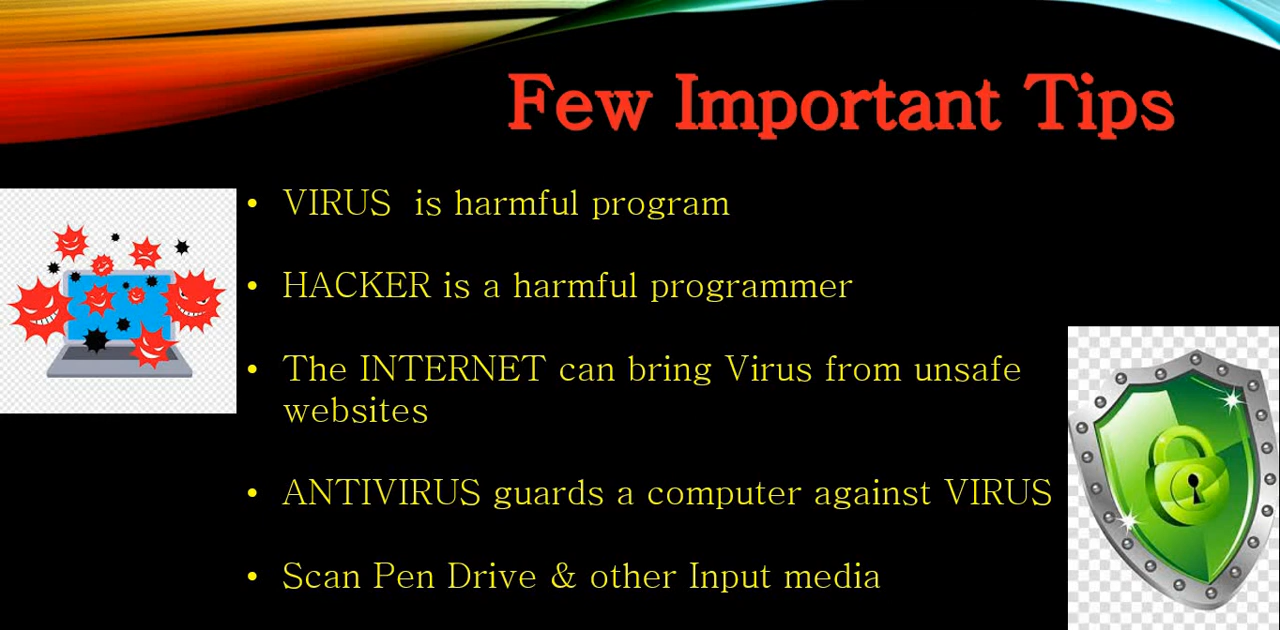 Few Important Tips
• VIRUS  is harmful program
• HACKER is a harmful programmer
• The INTERNET can bring Virus from unsafe
websites
• ANTIVIRUS guards a computer against VIRUS
• Scan Pen Drive & other Input media